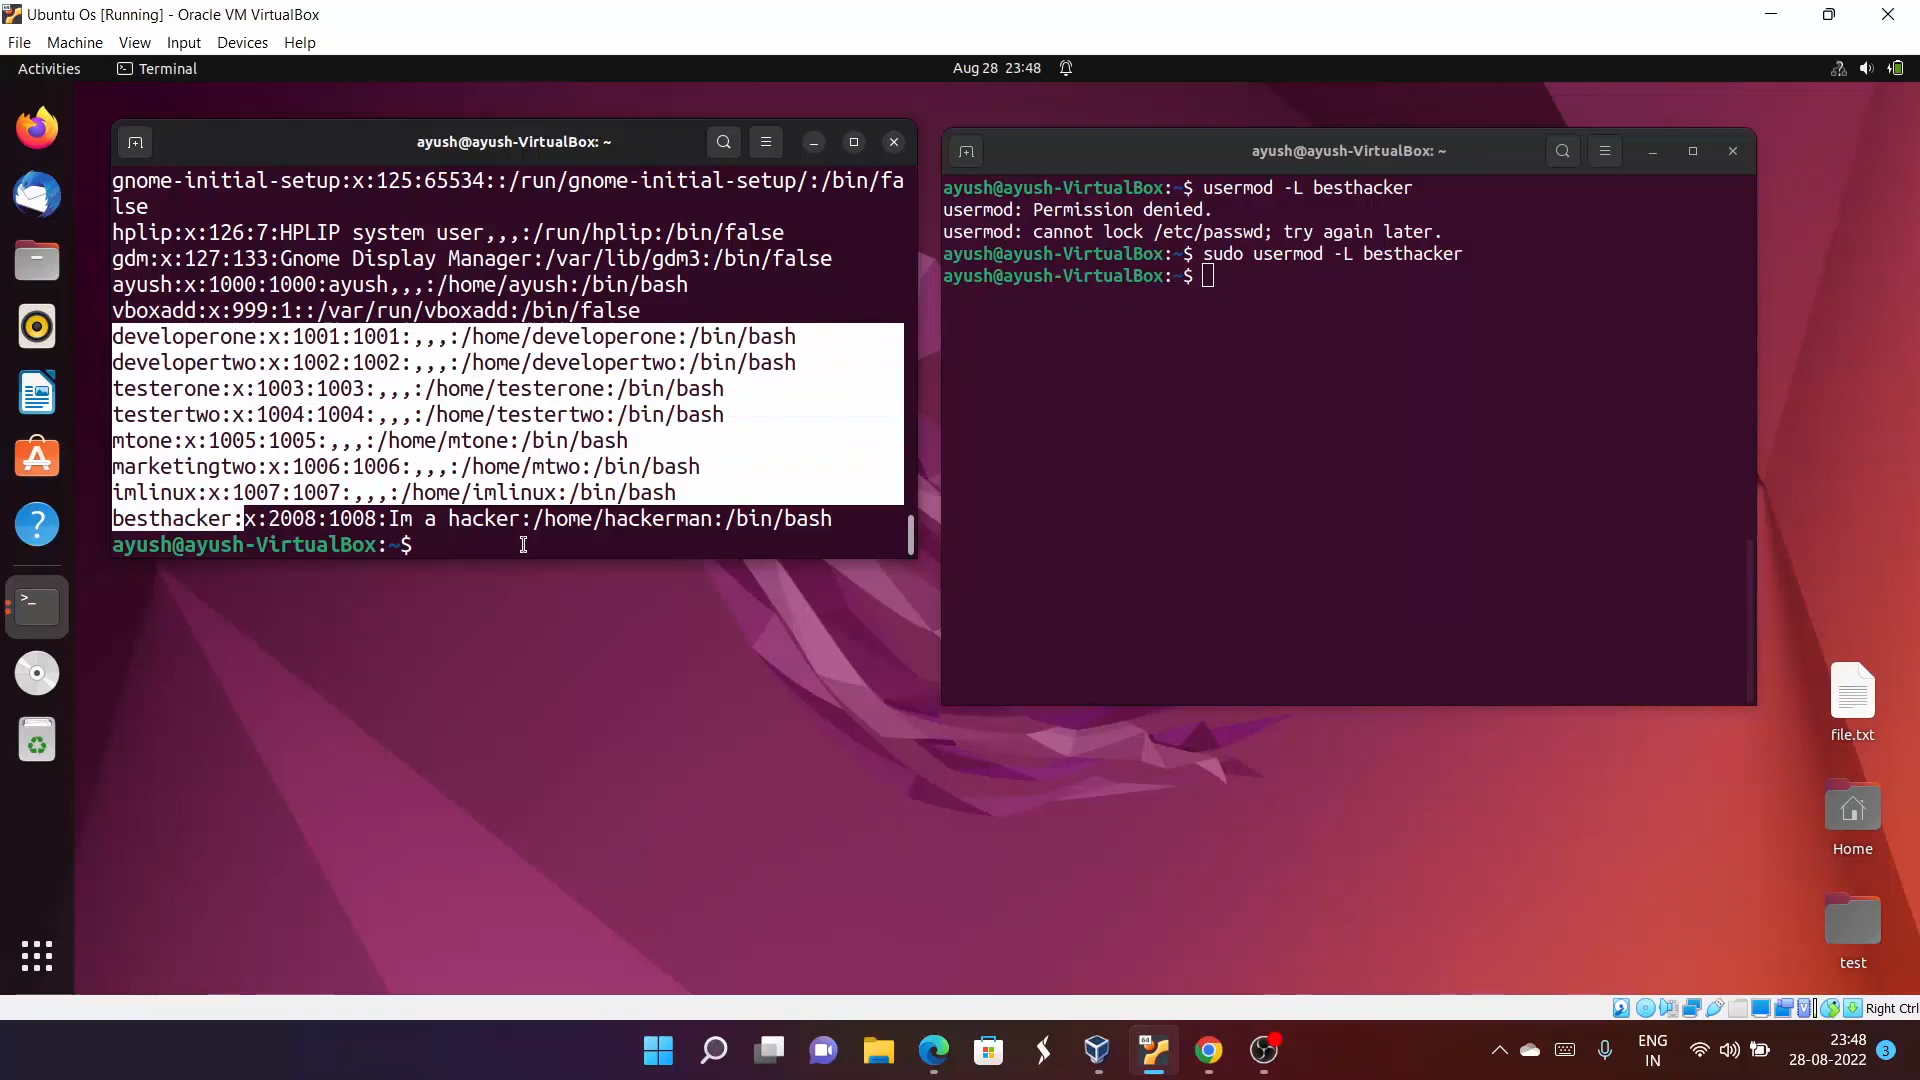 Ubuntu Os [Running] - Oracle VM VirtualBox
File Machine View Input Devices Help
Activities Terminal Aug 28 23:48
ayush@ayush-VirtualBox: ~
gnome-initial-setup:x:125:65534::/run/gnome-initial-setup/:/bin/fa
lse
hplip:x:126:7:HPLIP system user,,,:/run/hplip:/bin/false
gdm:x:127:133:Gnome Display Manager:/var/lib/gdm3:/bin/false
ayush:x:1000:1000:ayush,,,:/home/ayush:/bin/bash
vboxadd:x:999:1::/var/run/vboxadd:/bin/false
developerone:x:1001:1001:,,,:/home/developerone:/bin/bash
developertwo:x:1002:1002:,,,:/home/developertwo:/bin/bash
testerone:x:1003:1003:,,,:/home/testerone:/bin/bash
testertwo:x:1004:1004:,,,:/home/testertwo:/bin/bash
mtone:x:1005:1005:,,,:/home/mtone:/bin/bash
marketingtwo:x:1006:1006:,,,:/home/mtwo:/bin/bash
imlinux:x:1007:1007:,,,:/home/imlinux:/bin/bash
besthacker:x:2008:1008:Im a hacker:/home/hackerman:/bin/bash
ayush@ayush-VirtualBox:~$
ayush@ayush-VirtualBox: ~
ayush@ayush-VirtualBox:~$ usermod -L besthacker
usermod: Permission denied.
usermod: cannot lock /etc/passwd; try again later.
ayush@ayush-VirtualBox:~$ sudo usermod -L besthacker
ayush@ayush-VirtualBox:~$
file.txt
Home
test
Right Ctrl
64
ENG
IN
23:48
28-08-2022
3